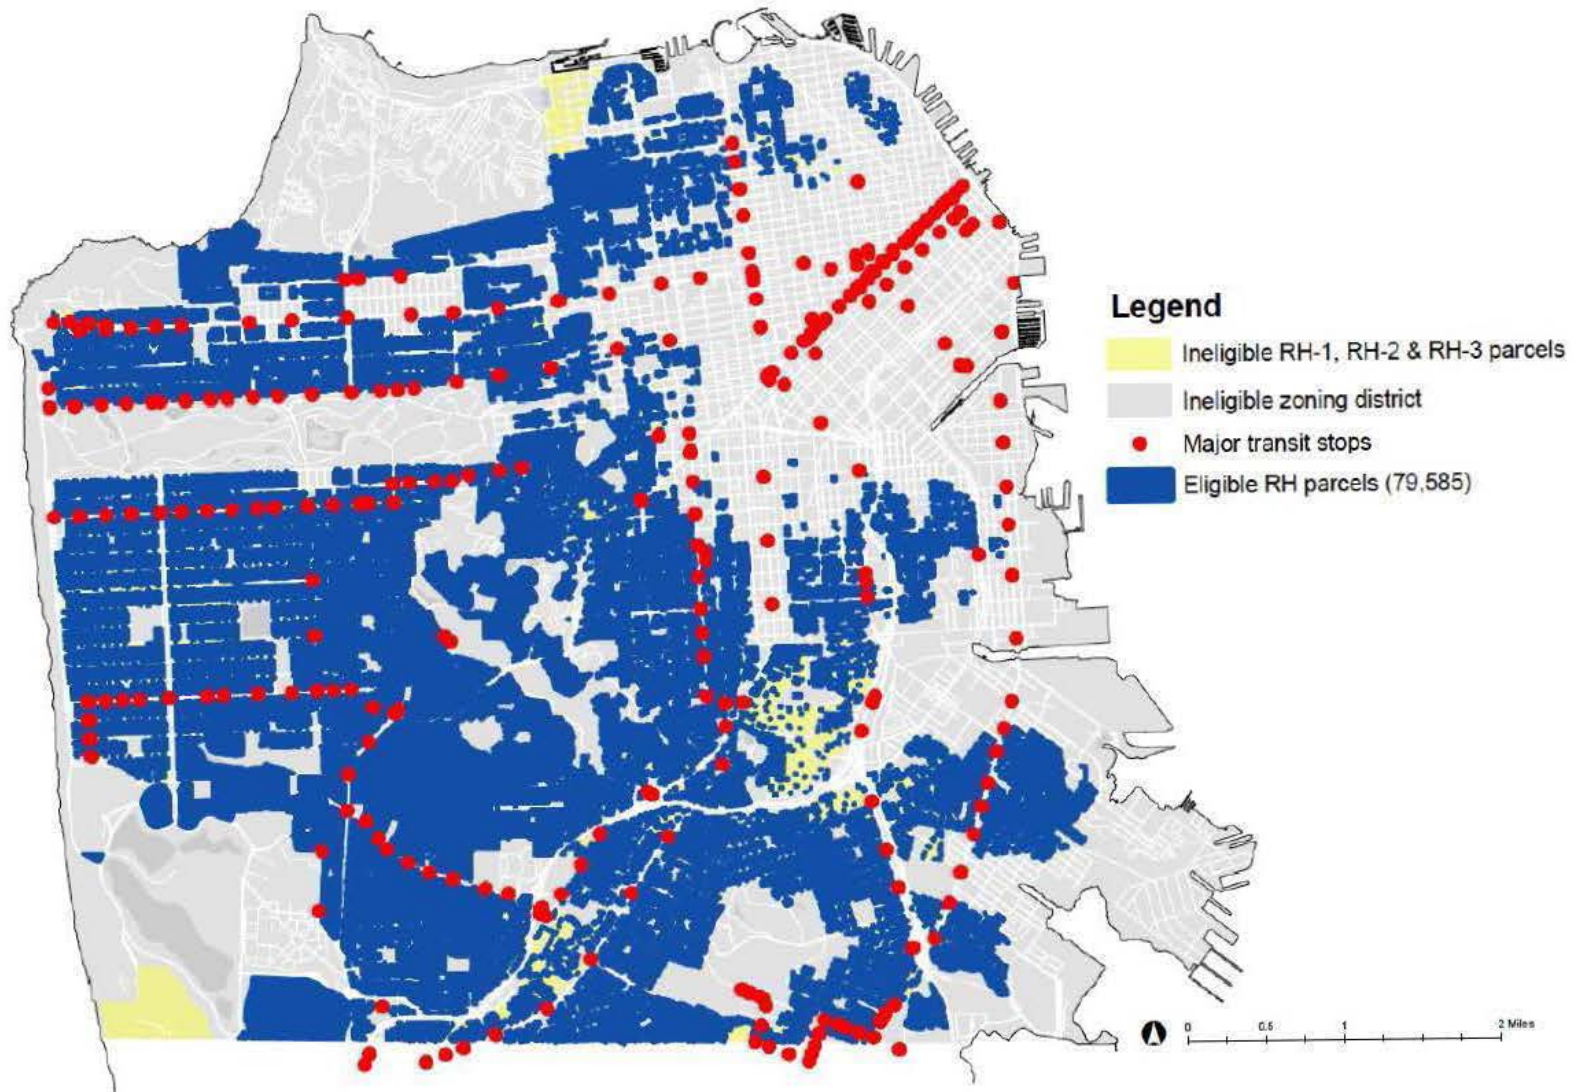 Legend
Ineligible RH-1, RH-2 & RH-3 parcels
Ineligible zoning district
Major transit stops
Eligible RH parcels (79,585)
0 0.5 1 2 Miles